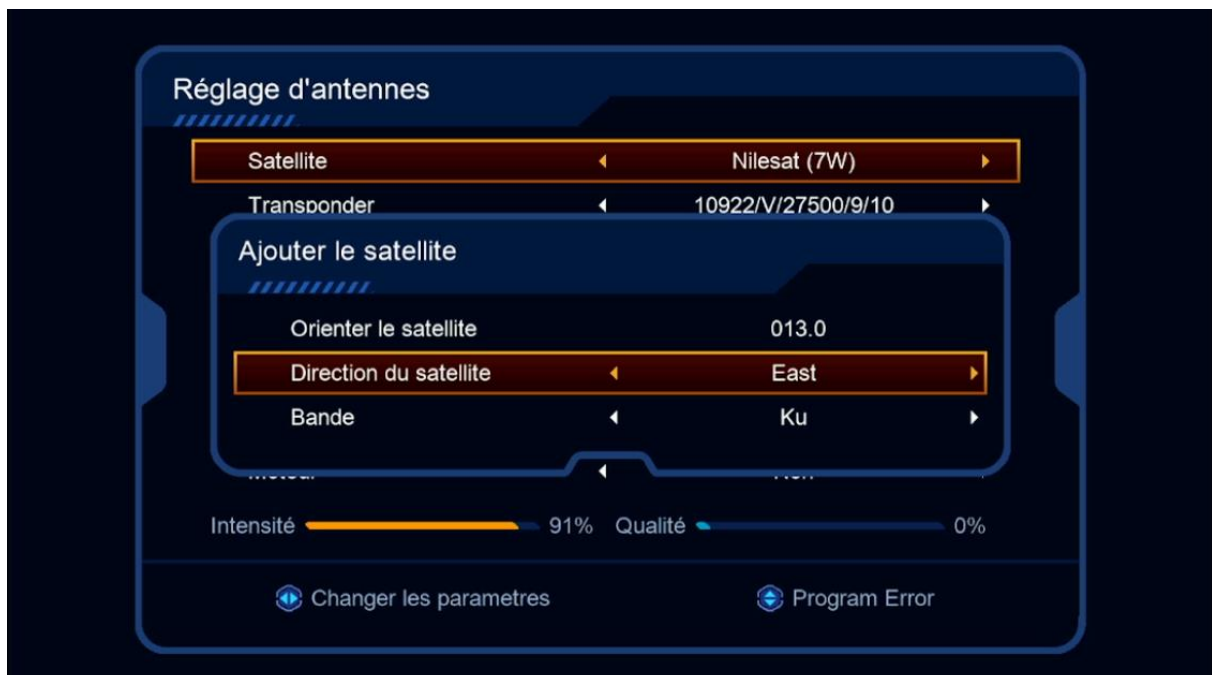 Réglage d'antennes
Satellite Nilesat (7W)
Transponder 10922/V/27500/9/10
Ajouter le satellite
Orienter le satellite 013.0
Direction du satellite East
Bande Ku
Intensité 91% Qualité 0%
Changer les parametres Program Error